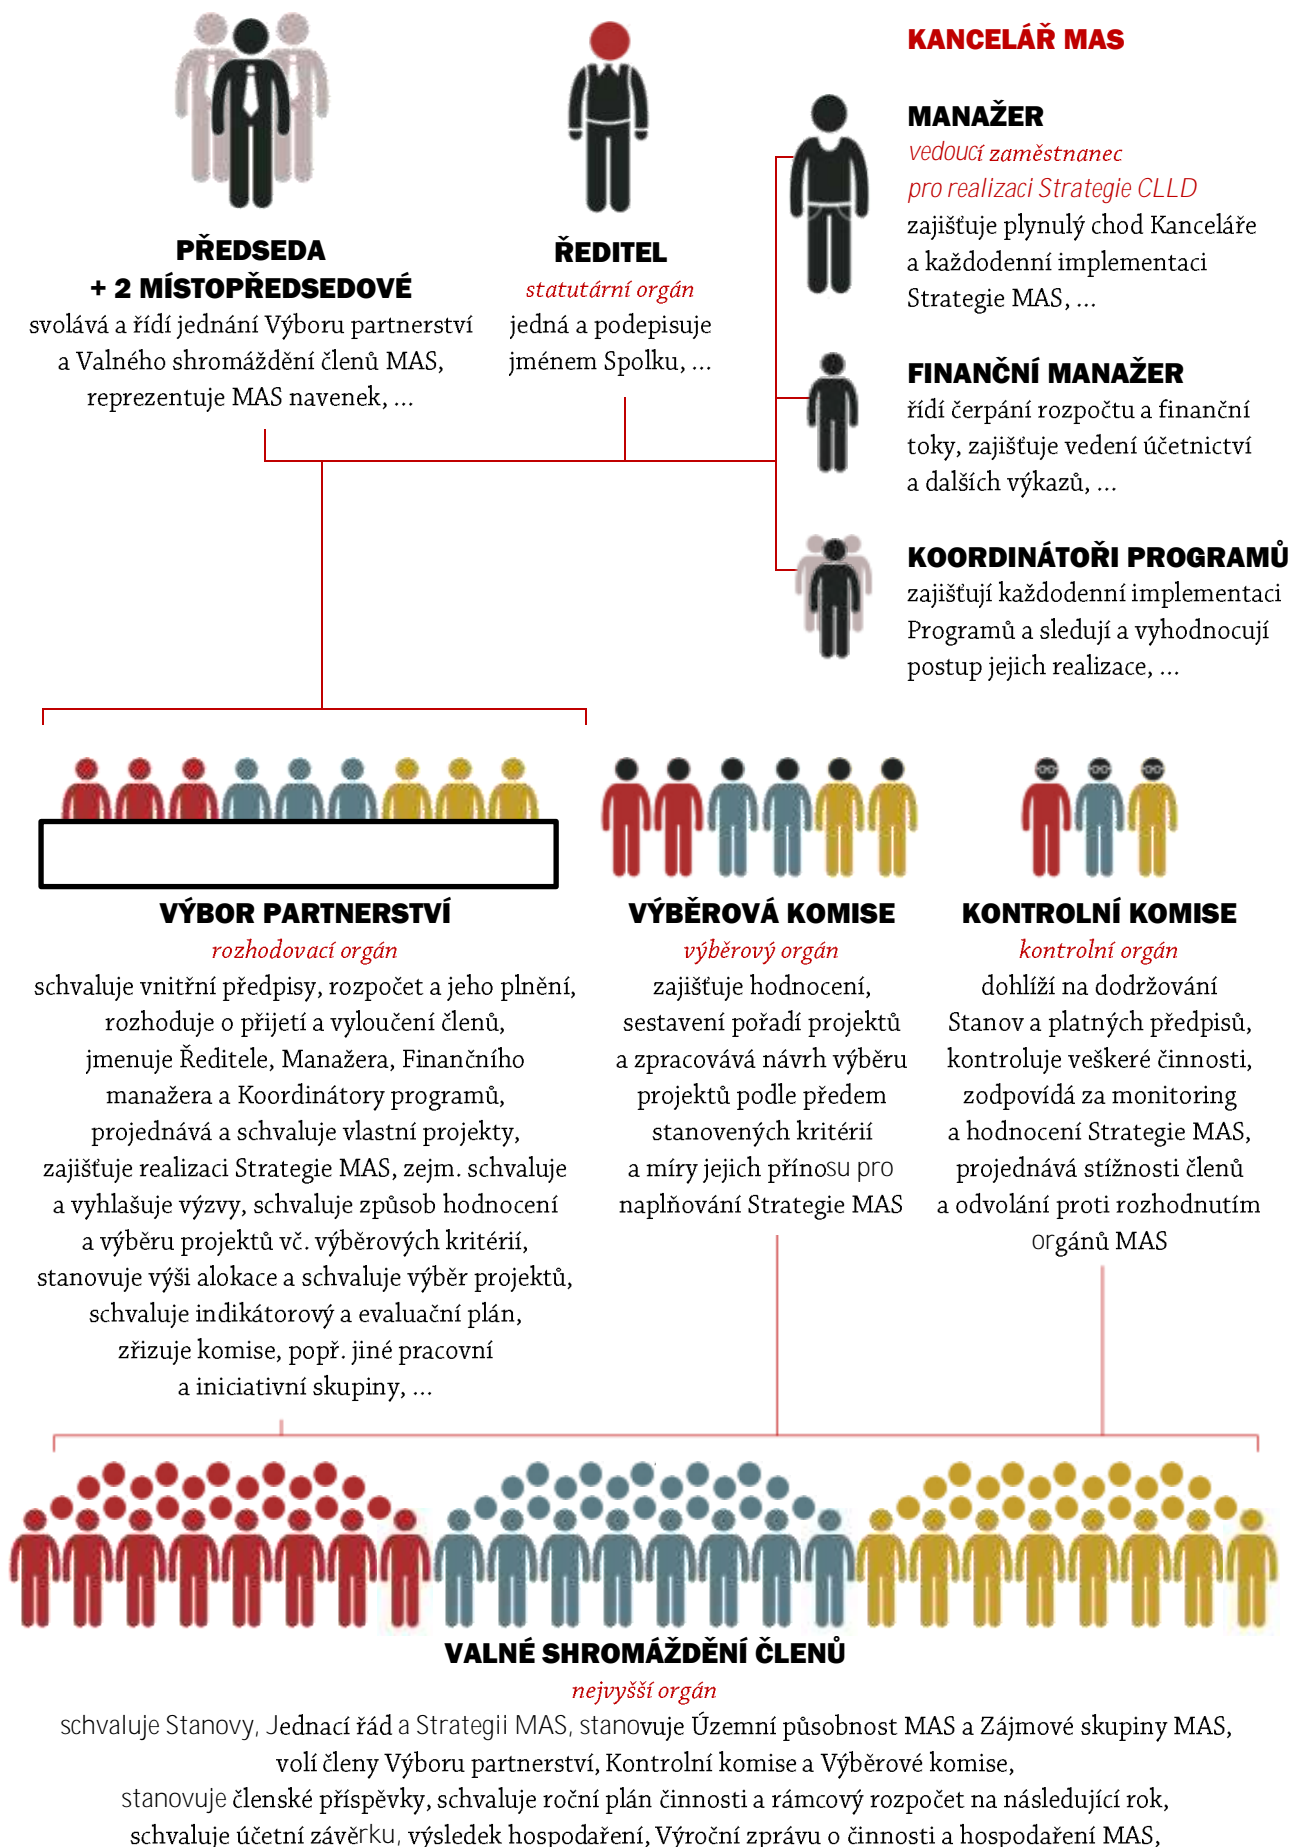 PŘEDSEDA
+ 2 MÍSTOPŘEDSEDOVÉ
svolává a řídí jednání Výboru partnerství
a Valného shromáždění členů MAS,
reprezentuje MAS navenek, ...
ŘEDITEL
statutární orgán
jedná a podepisuje
jménem Spolku, ...
KANCELÁŘ MAS
MANAŽER
vedoucí zaměstnanec
pro realizaci Strategie CLLD
zajišťuje plynulý chod Kanceláře
a každodenní implementaci
Strategie MAS, ...
FINANČNÍ MANAŽER
řídí čerpání rozpočtu a finanční
toky, zajišťuje vedení účetnictví
a dalších výkazů, ...
KOORDINÁTOŘI PROGRAMŮ
zajišťují každodenní implementaci
Programů a sledují a vyhodnocují
postup jejich realizace, ...
VÝBOR PARTNERSTVÍ
rozhodovací orgán
schvaluje vnitřní předpisy, rozpočet a jeho plnění,
rozhoduje o přijetí a vyloučení členů,
jmenuje Ředitele, Manažera, Finančního
manažera a Koordinátory programů,
projednává a schvaluje vlastní projekty,
zajišťuje realizaci Strategie MAS, zejm. schvaluje
a vyhlašuje výzvy, schvaluje způsob hodnocení
a výběru projektů vč. výběrových kritérií,
stanovuje výši alokace a schvaluje výběr projektů,
schvaluje indikátorový a evaluační plán,
zřizuje komise, popř. jiné pracovní
a iniciativní skupiny, ...
VÝBĚROVÁ KOMISE
výběrový orgán
zajišťuje hodnocení,
sestavení pořadí projektů
a zpracovává návrh výběru
projektů podle předem
stanovených kritérií
a míry jejich přínosu pro
naplňování Strategie MAS
KONTROLNÍ KOMISE
kontrolní orgán
dohlíží na dodržování
Stanov a platných předpisů,
kontroluje veškeré činnosti,
zodpovídá za monitoring
a hodnocení Strategie MAS,
projednává stížnosti členů
a odvolání proti rozhodnutím
orgánů MAS
VALNÉ SHROMÁŽDĚNÍ ČLENŮ
nejvyšší orgán
schvaluje Stanovy, Jednací řád a Strategii MAS, stanovuje Územní působnost MAS a Zájmové skupiny MAS,
volí členy Výboru partnerství, Kontrolní komise a Výběrové komise,
stanovuje členské příspěvky, schvaluje roční plán činnosti a rámcový rozpočet na následující rok,
schvaluje účetní závěrku, výsledek hospodaření, Výroční zprávu o činnosti a hospodaření MAS,